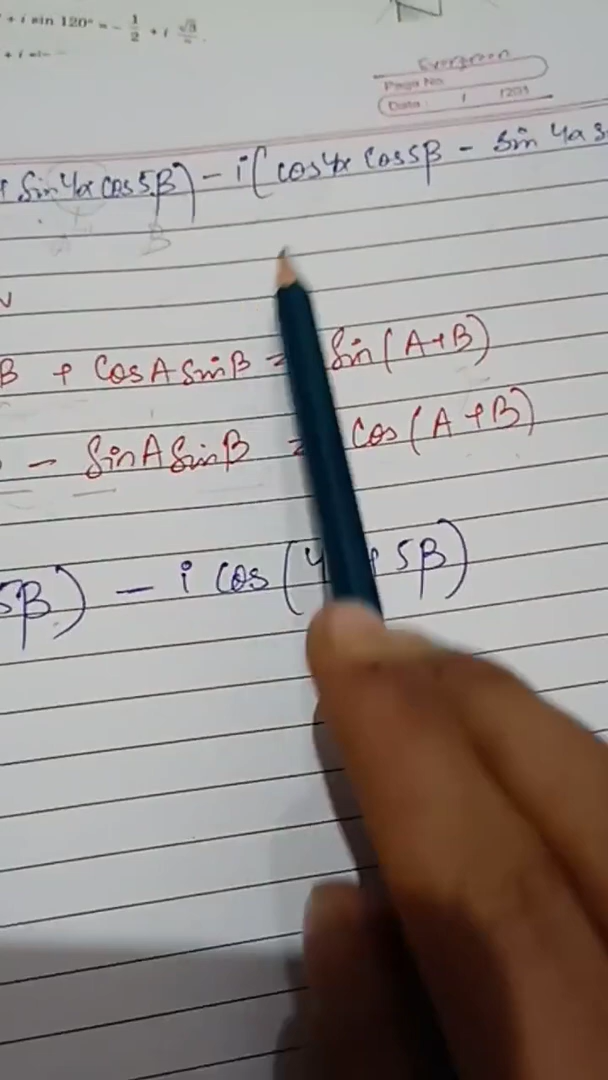 + i sin 120° = - 1/2 + i √3/2.
+ i
Evergreen
Page No.
Date : / /201
+ Sin 4α cos 5β) - i (cos 4α cos 5β - sin 4α s
B + cos A sin B = Sin (A+B)
- Sin A Sin B = cos (A+B)
5β) - i cos (4 + 5β)